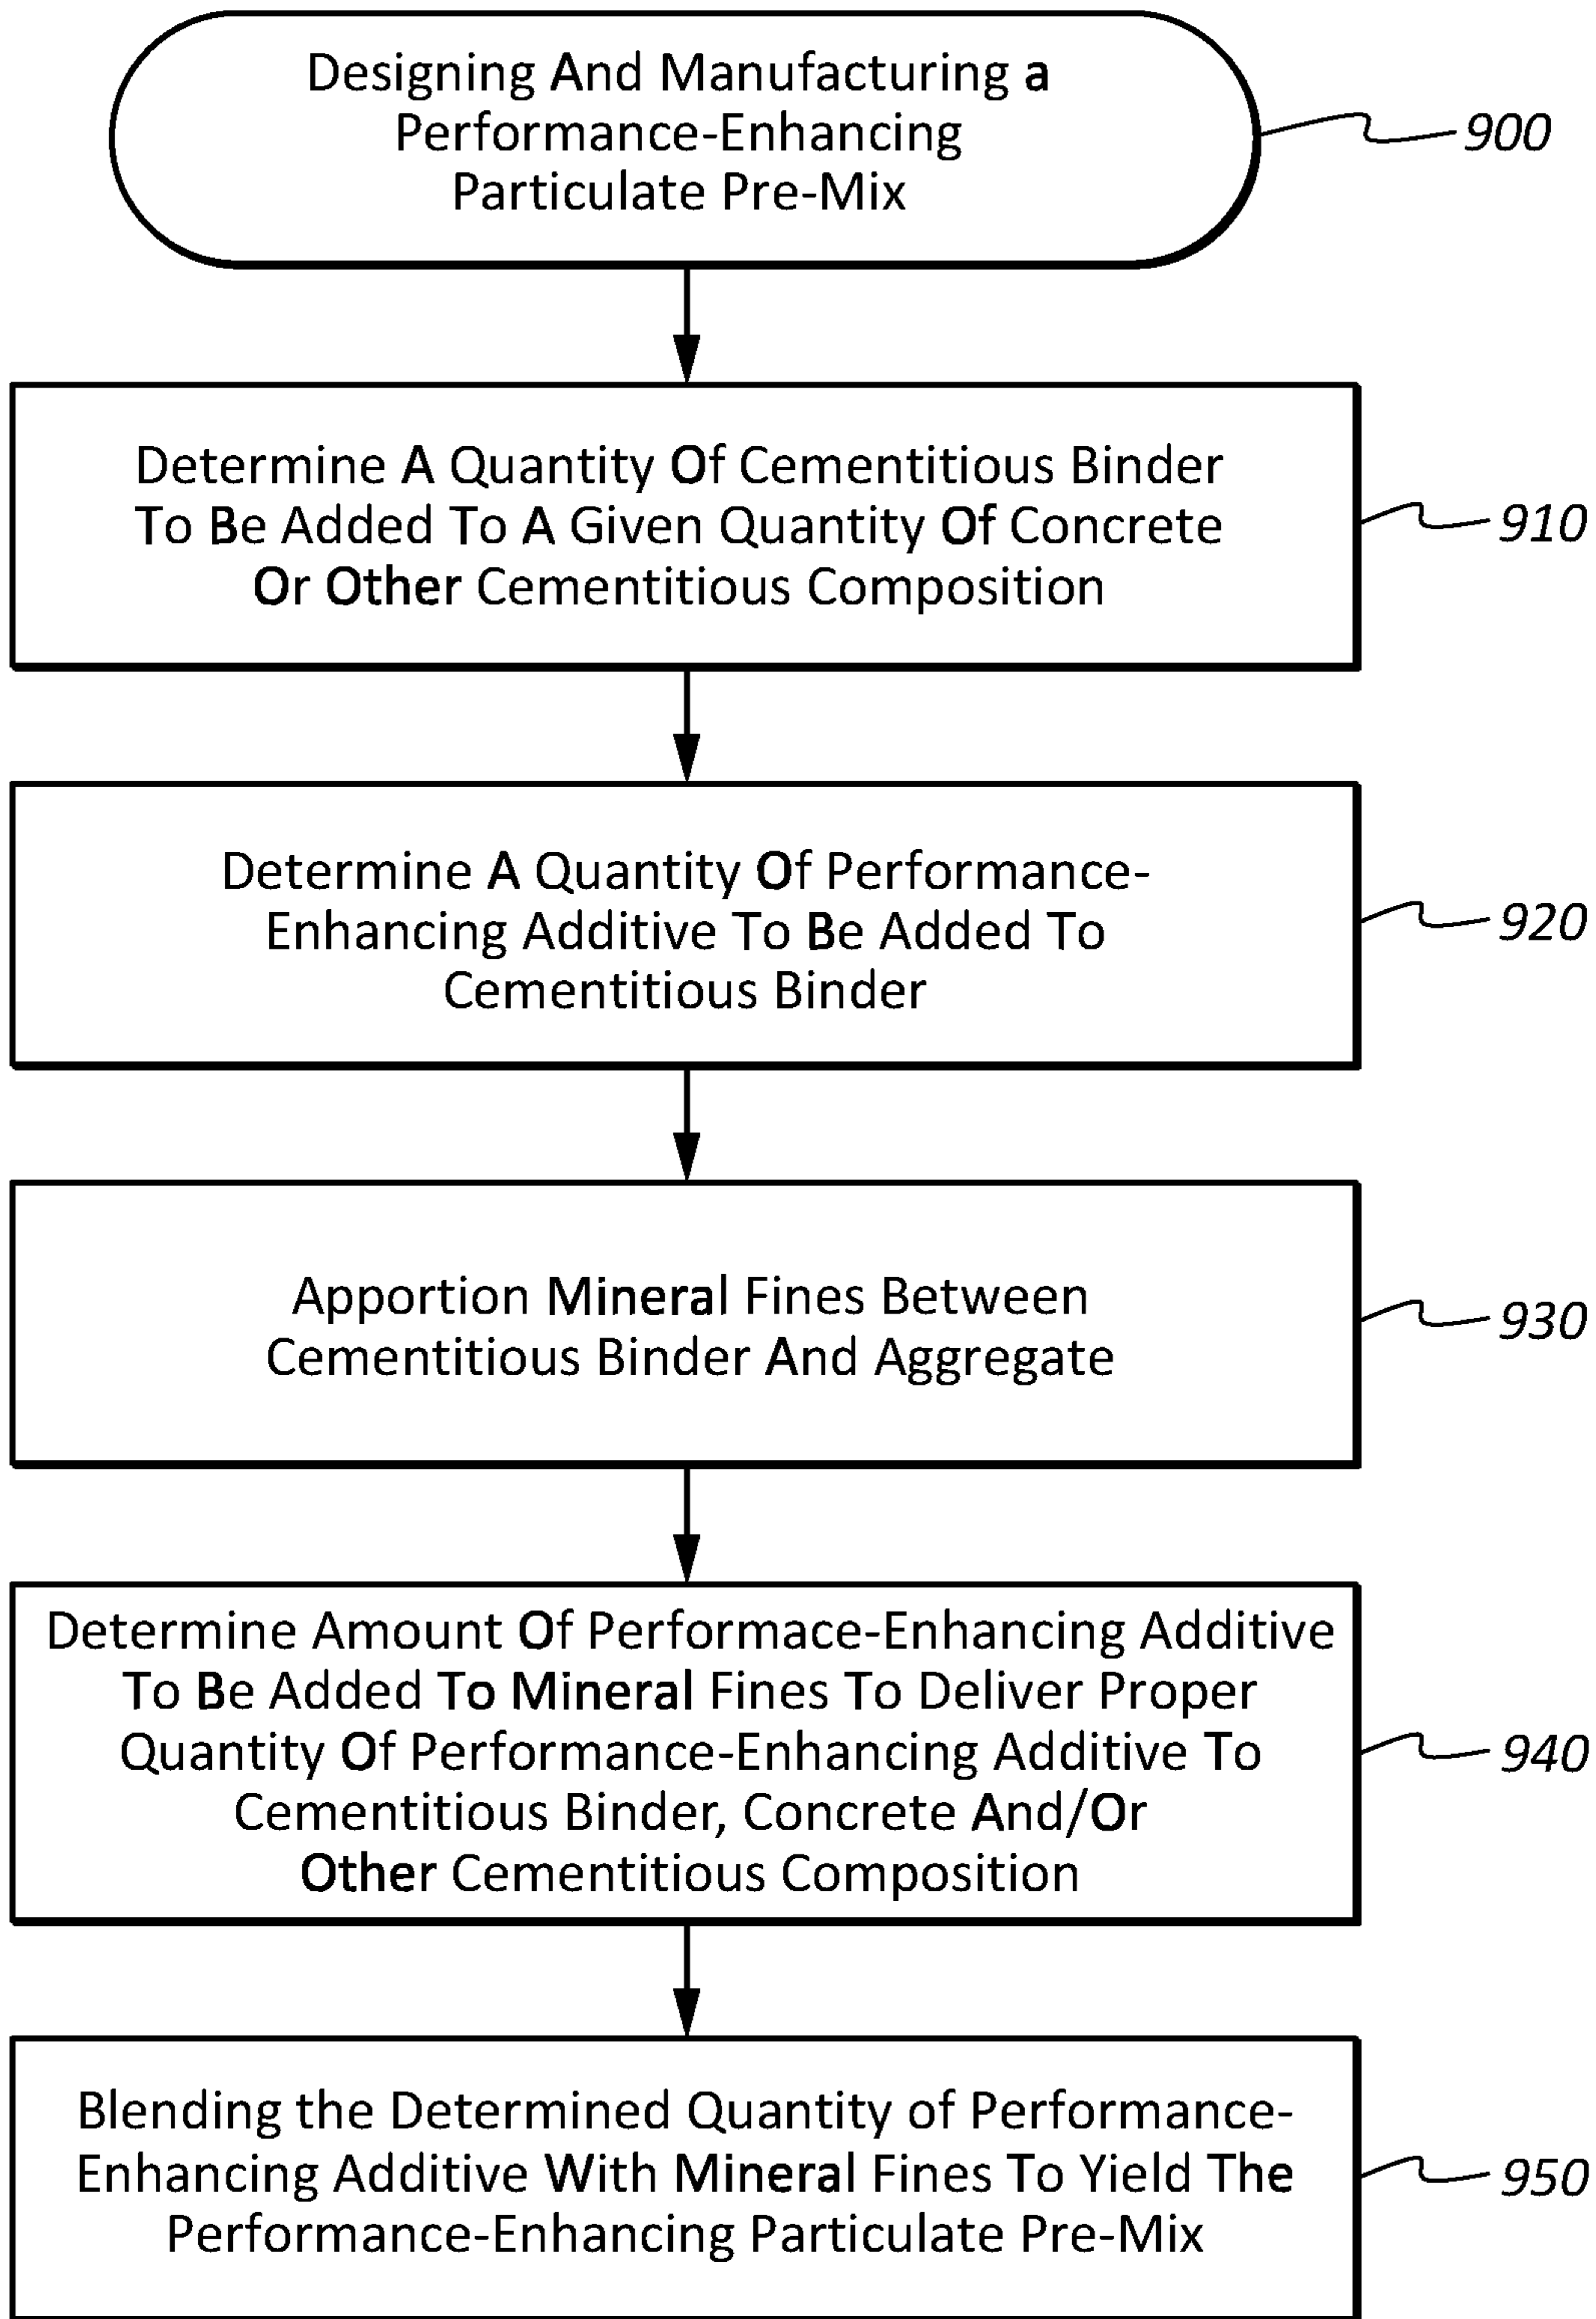 Designing And Manufacturing a
Performance-Enhancing
Particulate Pre-Mix
900
Determine A Quantity Of Cementitious Binder
To Be Added To A Given Quantity Of Concrete
Or Other Cementitious Composition
910
Determine A Quantity Of Performance-
Enhancing Additive To Be Added To
Cementitious Binder
920
Apportion Mineral Fines Between
Cementitious Binder And Aggregate
930
Determine Amount Of Performace-Enhancing Additive
To Be Added To Mineral Fines To Deliver Proper
Quantity Of Performance-Enhancing Additive To
Cementitious Binder, Concrete And/Or
Other Cementitious Composition
940
Blending the Determined Quantity of Performance-
Enhancing Additive With Mineral Fines To Yield The
Performance-Enhancing Particulate Pre-Mix
950